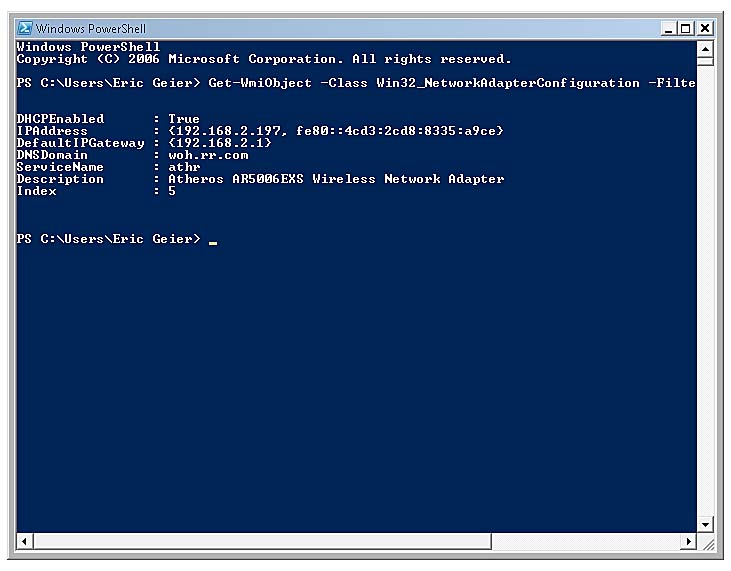 Windows PowerShell
Windows PowerShell
Copyright (C) 2006 Microsoft Corporation. All rights reserved.
PS C:\Users\Eric Geier> Get-WmiObject -Class Win32_NetworkAdapterConfiguration -Filte
DHCPEnabled : True
IPAddress : {192.168.2.197, fe80::4cd3:2cd8:8335:a9ce}
DefaultIPGateway : {192.168.2.1}
DNSDomain : woh.rr.com
ServiceName : athr
Description : Atheros AR5006EXS Wireless Network Adapter
Index : 5
PS C:\Users\Eric Geier> _